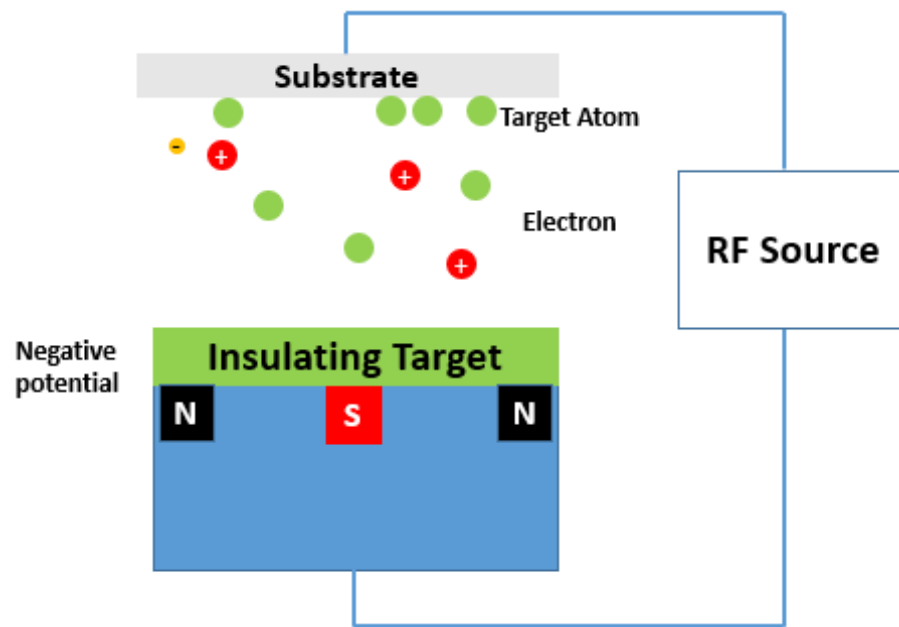 Substrate
Target Atom
-
+
+
Electron
+
RF Source
Negative
potential
Insulating Target
N S N